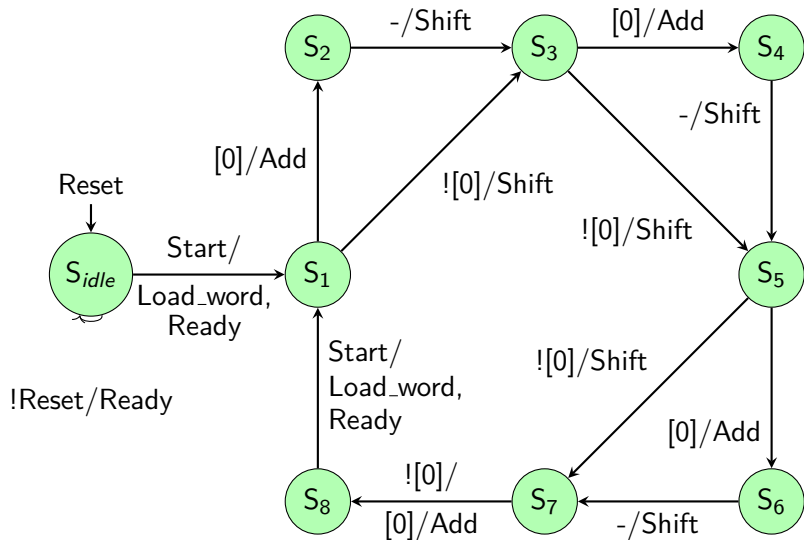 S2
-/Shift
S3
[0]/Add
S4
[0]/Add
-/Shift
Reset
![0]/Shift
![0]/Shift
Sidle
Start/
Load_word,
Ready
S1
S5
!Reset/Ready
Start/
Load_word,
Ready
![0]/Shift
[0]/Add
S8
![0]/
[0]/Add
S7
-/Shift
S6